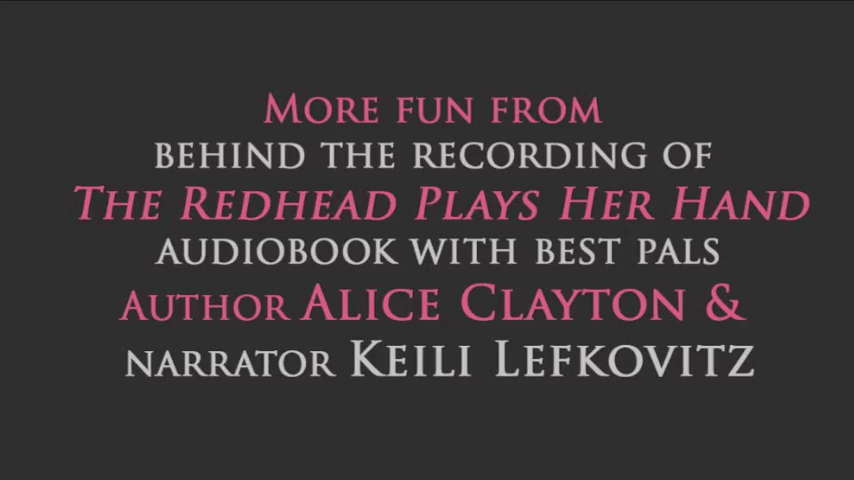 More fun from
behind the recording of
The Redhead Plays Her Hand
audiobook with best pals
Author Alice Clayton &
narrator Keili Lefkovitz